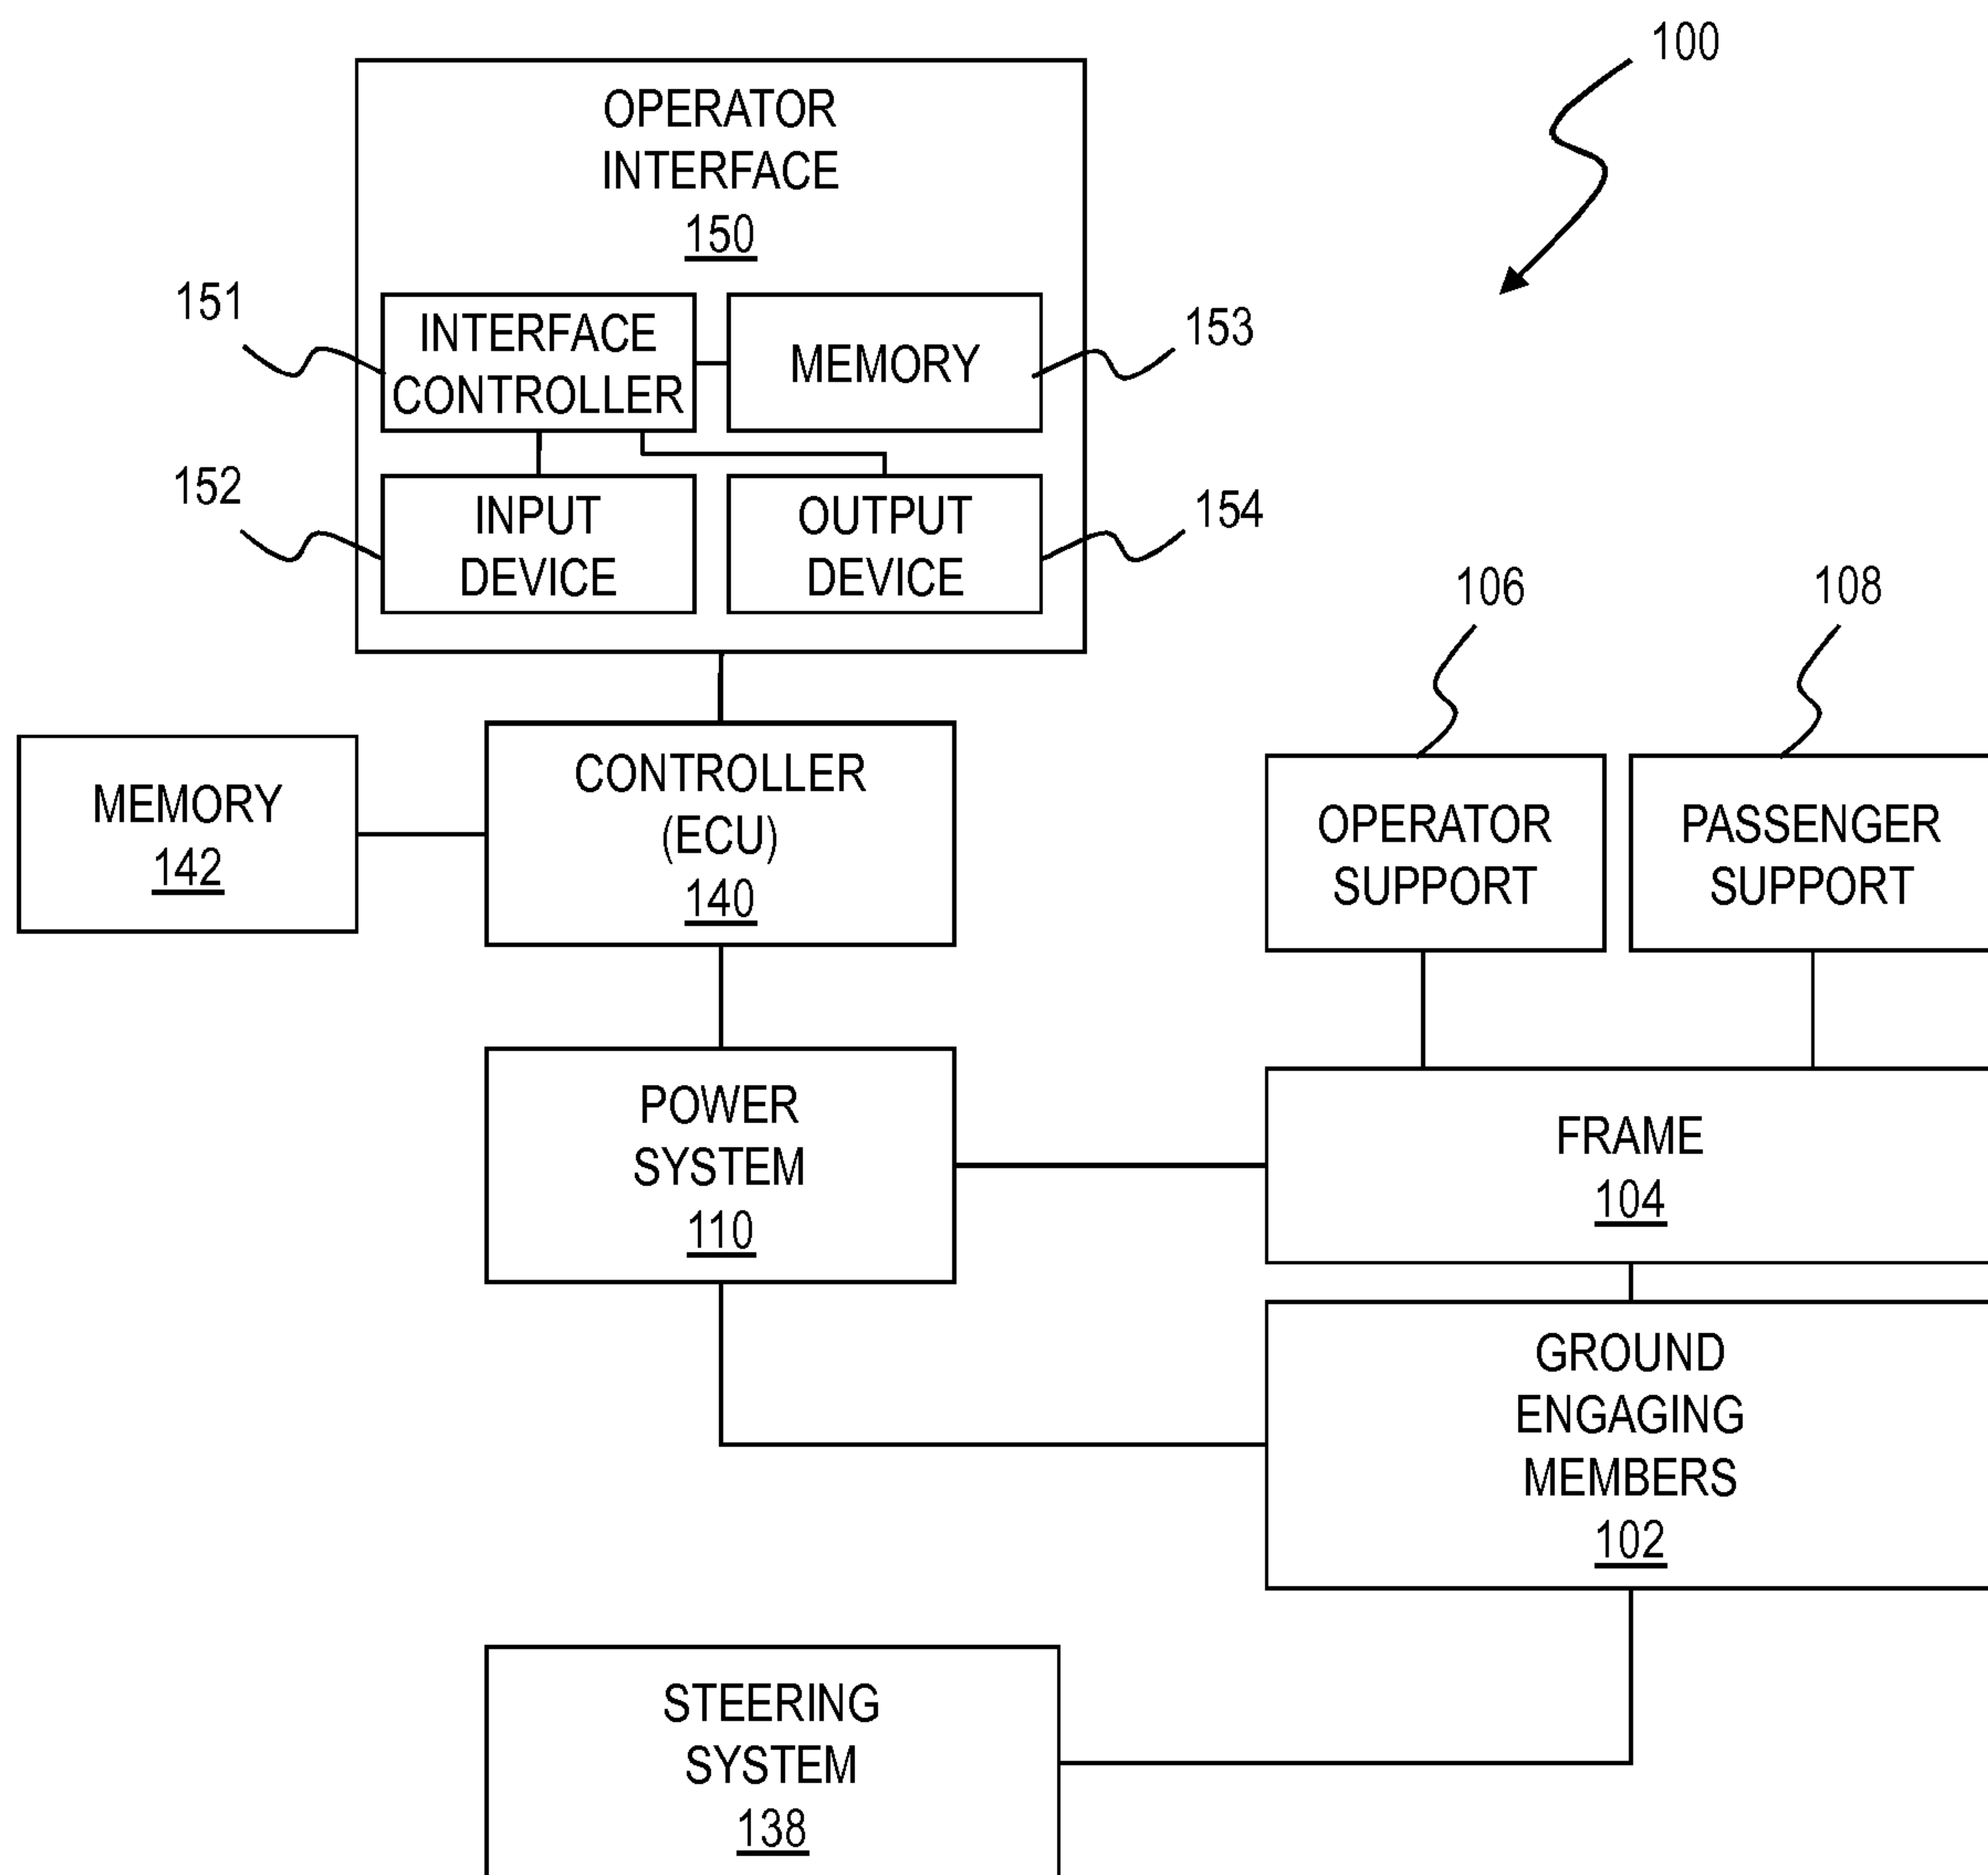 100
OPERATOR
INTERFACE
150
151
INTERFACE
CONTROLLER
MEMORY
153
152
INPUT
DEVICE
OUTPUT
DEVICE
154
106
108
MEMORY
142
CONTROLLER
(ECU)
140
OPERATOR
SUPPORT
PASSENGER
SUPPORT
POWER
SYSTEM
110
FRAME
104
GROUND
ENGAGING
MEMBERS
102
STEERING
SYSTEM
138